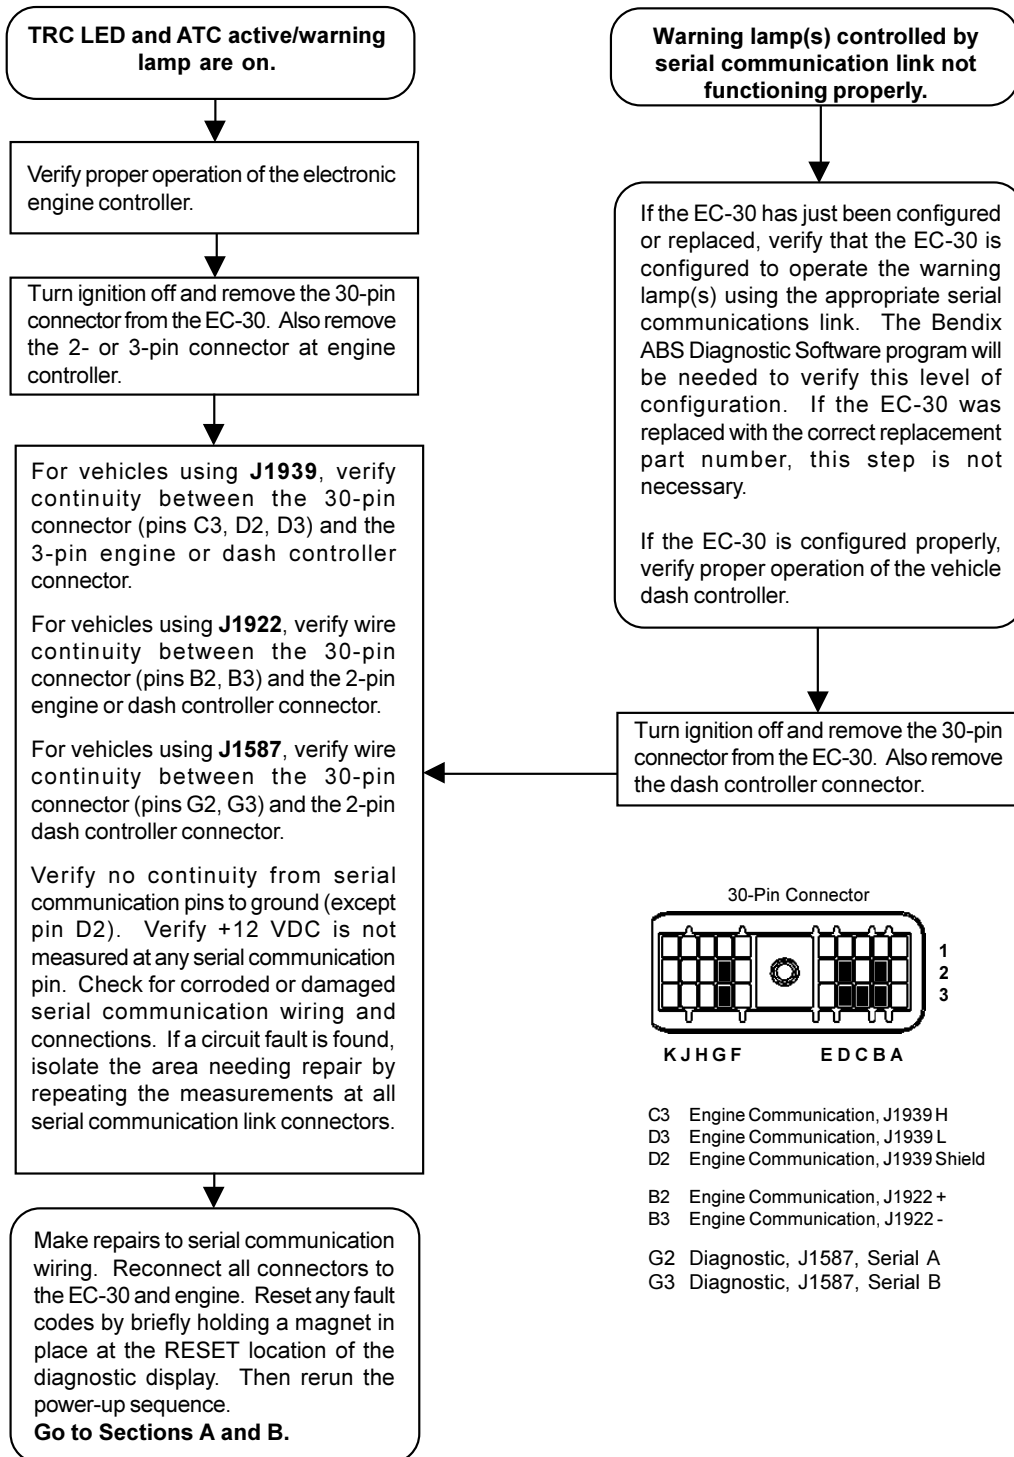 TRC LED and ATC active/warning
lamp are on.
Verify proper operation of the electronic
engine controller.
Turn ignition off and remove the 30-pin
connector from the EC-30. Also remove
the 2- or 3-pin connector at engine
controller.
For vehicles using J1939, verify
continuity between the 30-pin
connector (pins C3, D2, D3) and the
3-pin engine or dash controller
connector.
For vehicles using J1922, verify wire
continuity between the 30-pin
connector (pins B2, B3) and the 2-pin
engine or dash controller connector.
For vehicles using J1587, verify wire
continuity between the 30-pin
connector (pins G2, G3) and the 2-pin
dash controller connector.
Verify no continuity from serial
communication pins to ground (except
pin D2). Verify +12 VDC is not
measured at any serial communication
pin. Check for corroded or damaged
serial communication wiring and
connections. If a circuit fault is found,
isolate the area needing repair by
repeating the measurements at all
serial communication link connectors.
Make repairs to serial communication
wiring. Reconnect all connectors to
the EC-30 and engine. Reset any fault
codes by briefly holding a magnet in
place at the RESET location of the
diagnostic display. Then rerun the
power-up sequence.
Go to Sections A and B.
Warning lamp(s) controlled by
serial communication link not
functioning properly.
If the EC-30 has just been configured
or replaced, verify that the EC-30 is
configured to operate the warning
lamp(s) using the appropriate serial
communications link. The Bendix
ABS Diagnostic Software program will
be needed to verify this level of
configuration. If the EC-30 was
replaced with the correct replacement
part number, this step is not
necessary.
If the EC-30 is configured properly,
verify proper operation of the vehicle
dash controller.
Turn ignition off and remove the 30-pin
connector from the EC-30. Also remove
the dash controller connector.
30-Pin Connector
1
2
3
K J H G F E D C B A
C3 Engine Communication, J1939 H
D3 Engine Communication, J1939 L
D2 Engine Communication, J1939 Shield
B2 Engine Communication, J1922 +
B3 Engine Communication, J1922 -
G2 Diagnostic, J1587, Serial A
G3 Diagnostic, J1587, Serial B